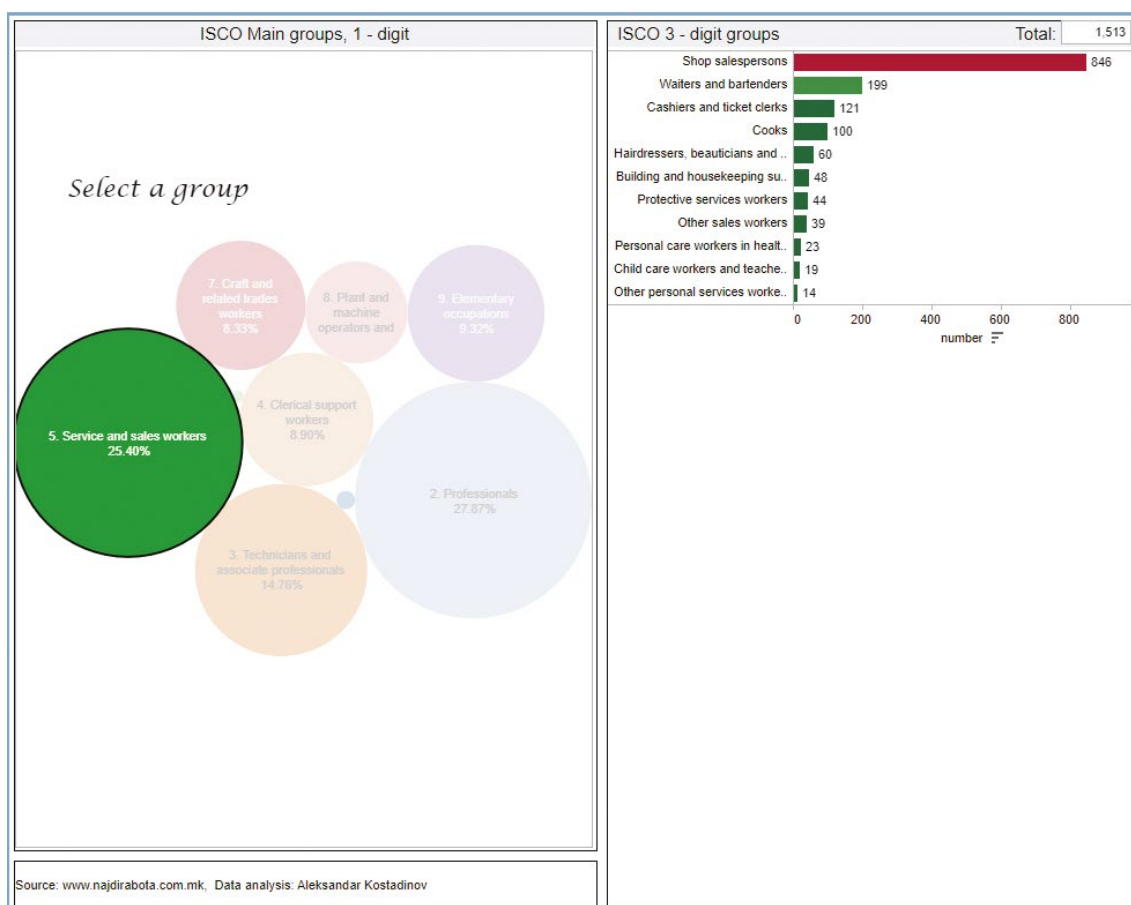 ISCO Main groups, 1 - digit
Select a group
7. Craft and
related trades
workers
8.33%
8. Plant and
machine
operators and
9. Elementary
occupations
9.32%
4. Clerical support
workers
8.90%
5. Service and sales workers
25.40%
2. Professionals
27.87%
3. Technicians and
associate professionals
14.76%
Source: www.najdirabota.com.mk, Data analysis: Aleksandar Kostadinov
ISCO 3 - digit groups Total: 1,513
Shop salespersons 846
Waiters and bartenders 199
Cashiers and ticket clerks 121
Cooks 100
Hairdressers, beauticians and .. 60
Building and housekeeping su.. 48
Protective services workers 44
Other sales workers 39
Personal care workers in healt.. 23
Child care workers and teache.. 19
Other personal services worke.. 14
0 200 400 600 800
number